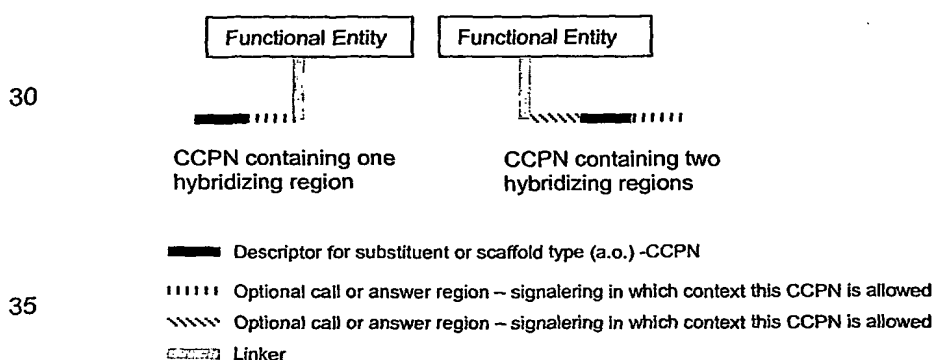 Functional Entity
Functional Entity
30
CCPN containing one
hybridizing region
CCPN containing two
hybridizing regions
Descriptor for substituent or scaffold type (a.o.) -CCPN
35
Optional call or answer region – signalering in which context this CCPN is allowed
Optional call or answer region – signalering in which context this CCPN is allowed
Linker